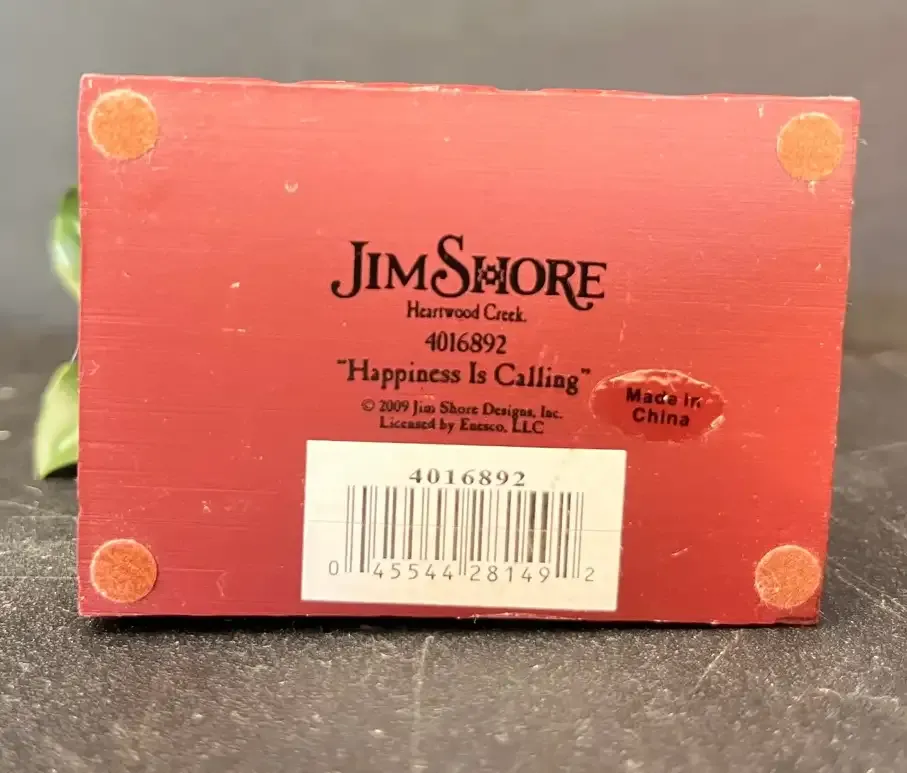 JIM SHORE
Heartwood Creek.
4016892
"Happiness Is Calling"
© 2009 Jim Shore Designs, Inc.
Licensed by Enesco, LLC
Made in
China
4016892
0 45544 28149 2